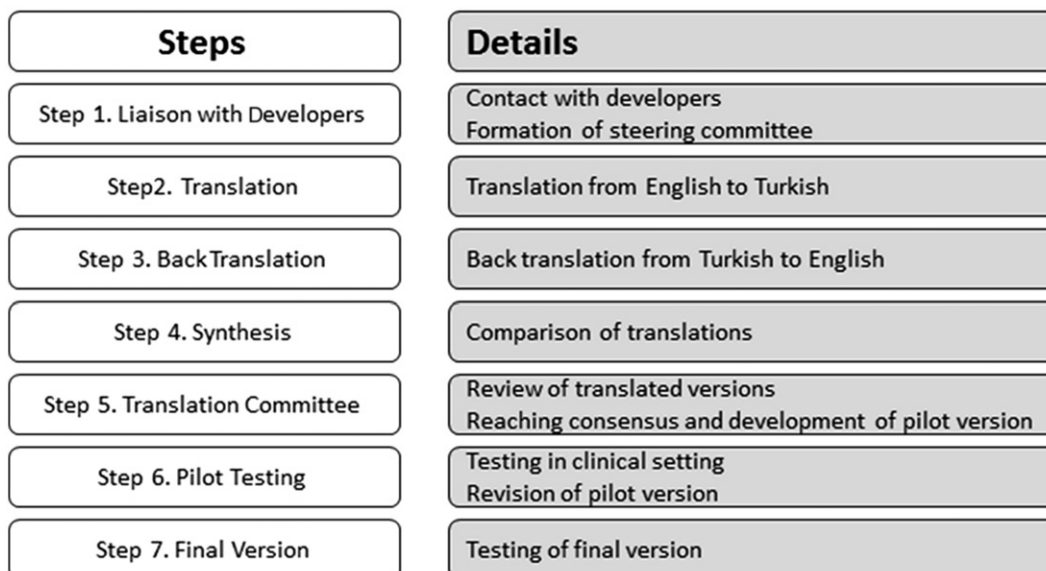 Steps
Details
Step 1. Liaison with Developers
Contact with developers
Formation of steering committee
Step2. Translation
Translation from English to Turkish
Step 3. Back Translation
Back translation from Turkish to English
Step 4. Synthesis
Comparison of translations
Step 5. Translation Committee
Review of translated versions
Reaching consensus and development of pilot version
Step 6. Pilot Testing
Testing in clinical setting
Revision of pilot version
Step 7. Final Version
Testing of final version